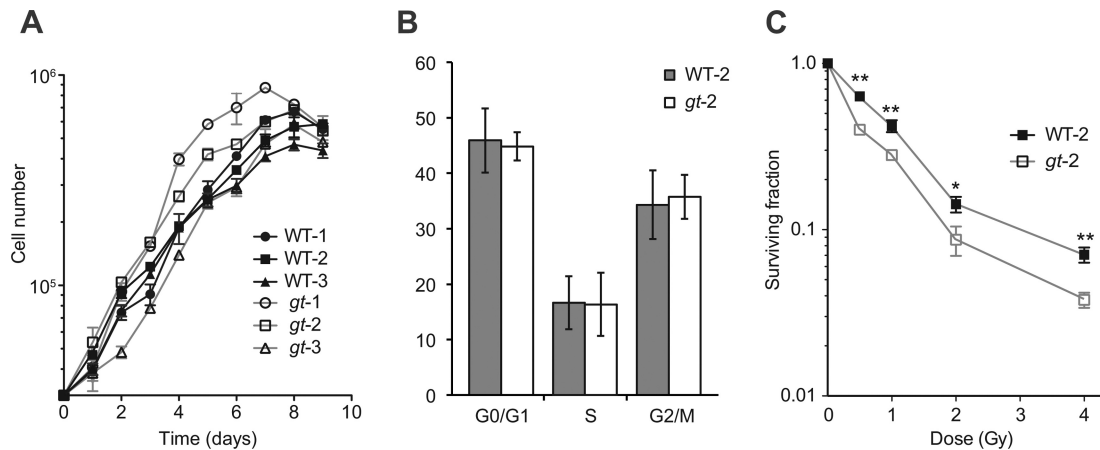 A
B
C
10⁶
10⁵
Cell number
0
2
4
6
8
10
Time (days)
WT-1
WT-2
WT-3
gt-1
gt-2
gt-3
60
50
40
30
20
10
0
G0/G1
S
G2/M
WT-2
gt-2
1.0
0.1
0.01
Surviving fraction
**
**
*
**
WT-2
gt-2
0
1
2
3
4
Dose (Gy)